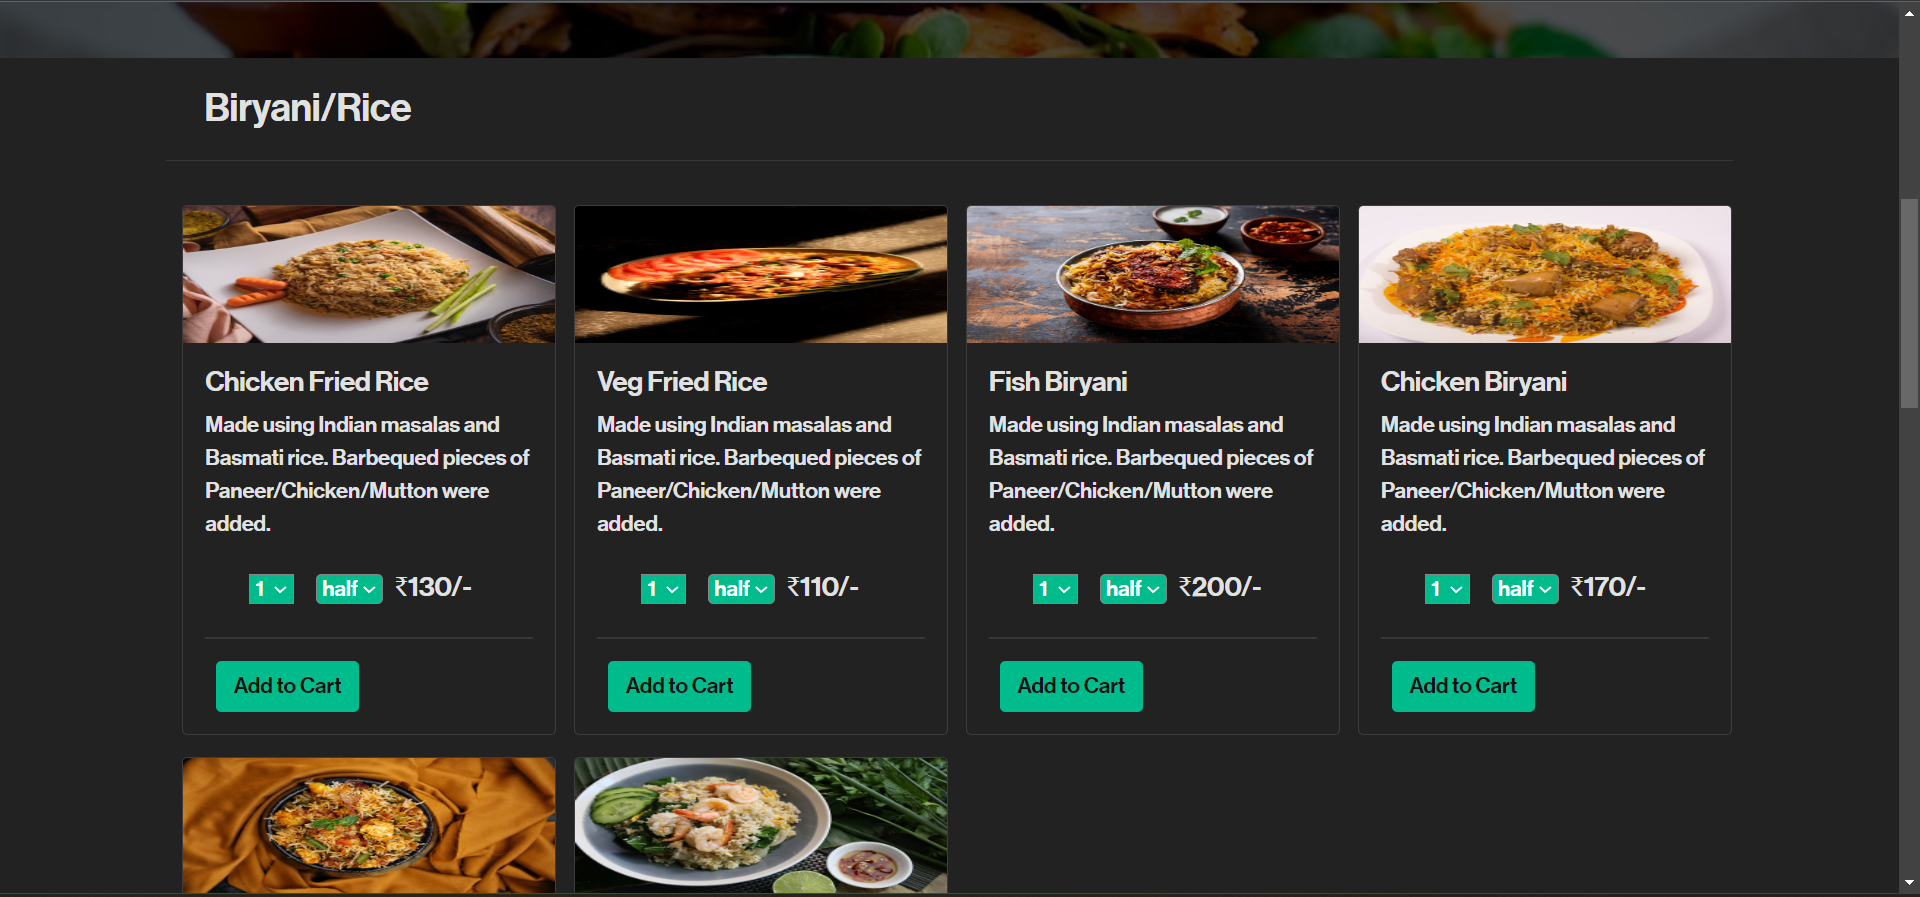 Biryani/Rice
Chicken Fried Rice
Made using Indian masalas and
Basmati rice. Barbequed pieces of
Paneer/Chicken/Mutton were
added.
1 half ₹130/-
Add to Cart
Veg Fried Rice
Made using Indian masalas and
Basmati rice. Barbequed pieces of
Paneer/Chicken/Mutton were
added.
1 half ₹110/-
Add to Cart
Fish Biryani
Made using Indian masalas and
Basmati rice. Barbequed pieces of
Paneer/Chicken/Mutton were
added.
1 half ₹200/-
Add to Cart
Chicken Biryani
Made using Indian masalas and
Basmati rice. Barbequed pieces of
Paneer/Chicken/Mutton were
added.
1 half ₹170/-
Add to Cart